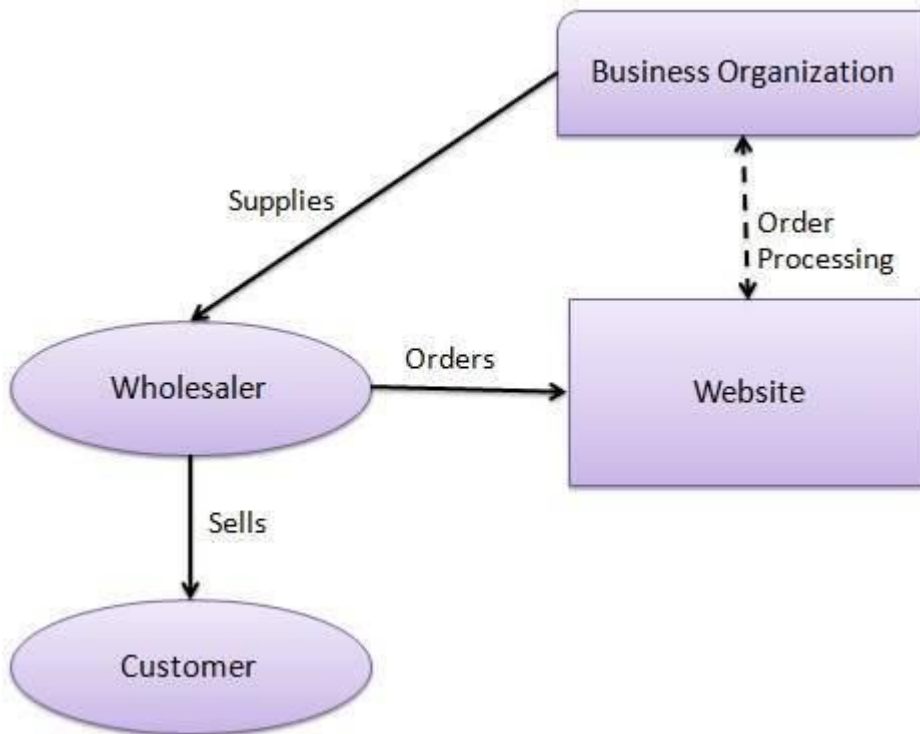 Business Organization
Supplies
Order
Processing
Wholesaler
Orders
Website
Sells
Customer